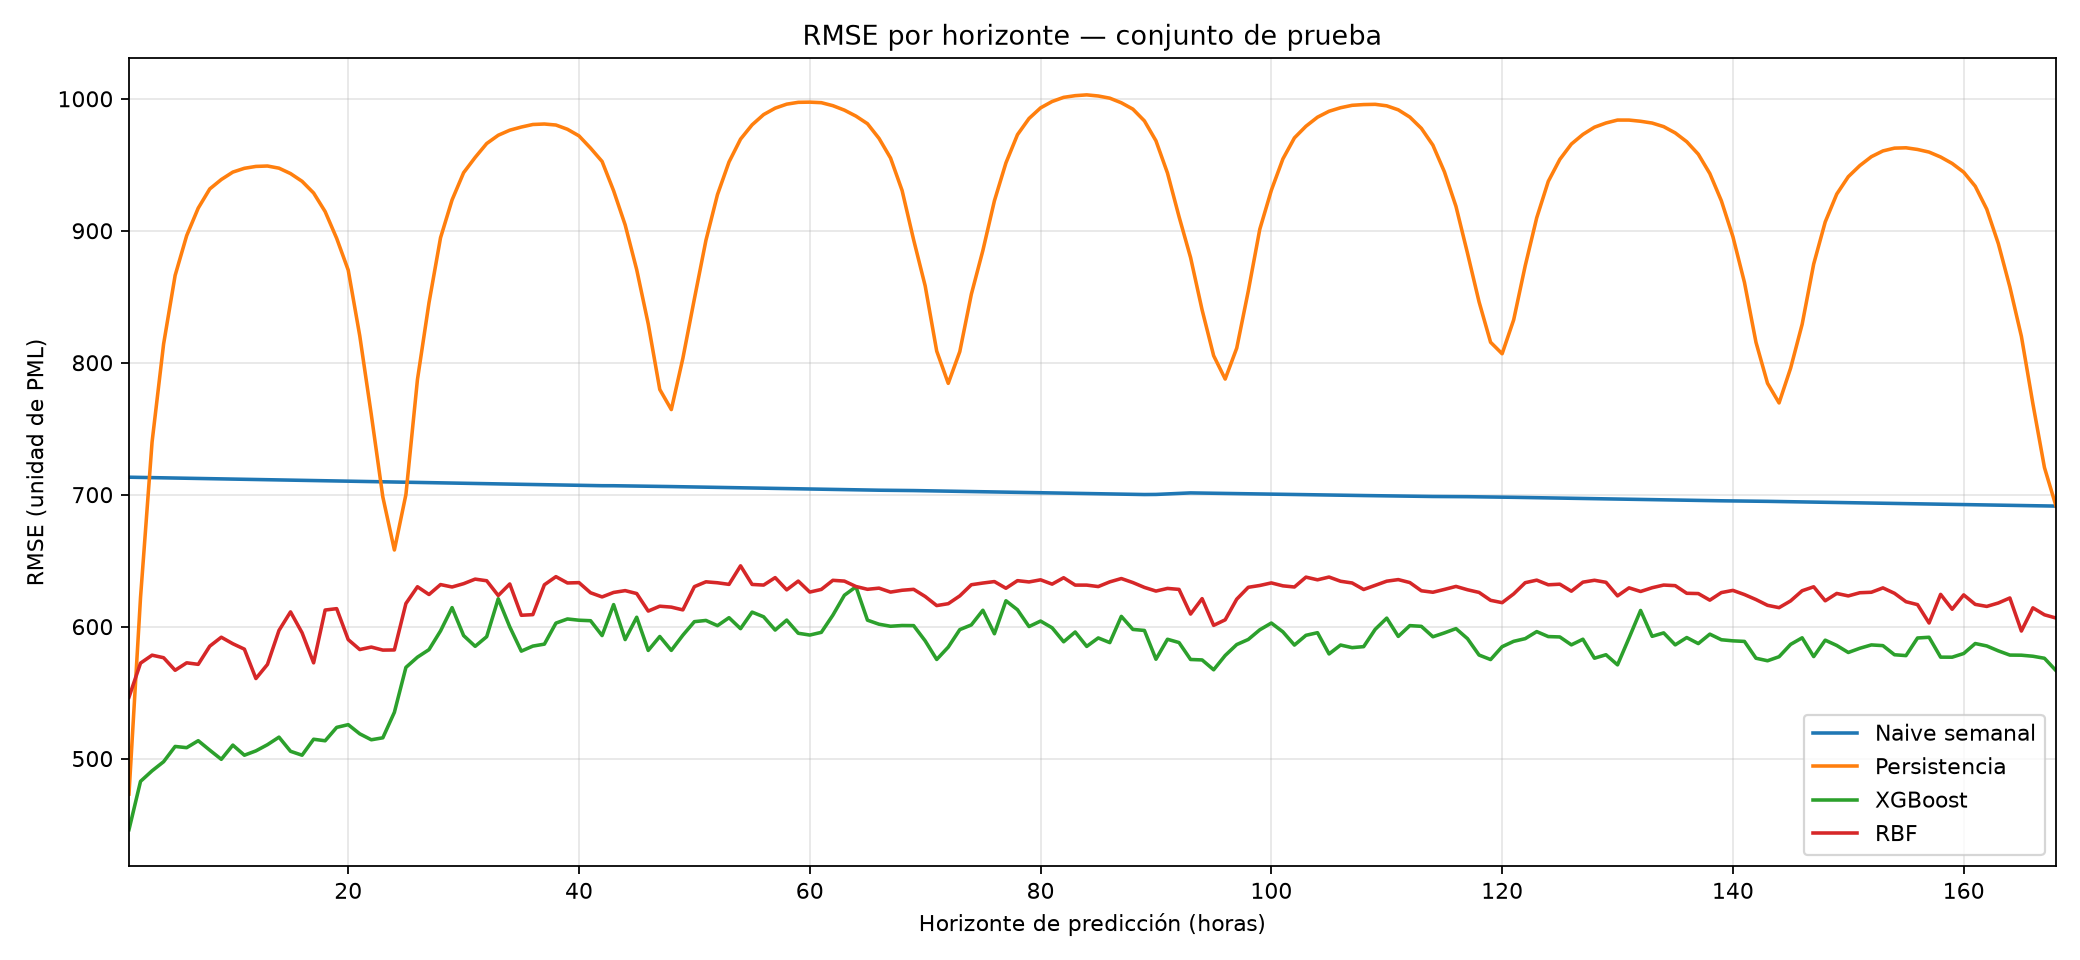 RMSE por horizonte — conjunto de prueba
RMSE (unidad de PML)
1000
900
800
700
600
500
20 40 60 80 100 120 140 160
Horizonte de predicción (horas)
Naive semanal
Persistencia
XGBoost
RBF